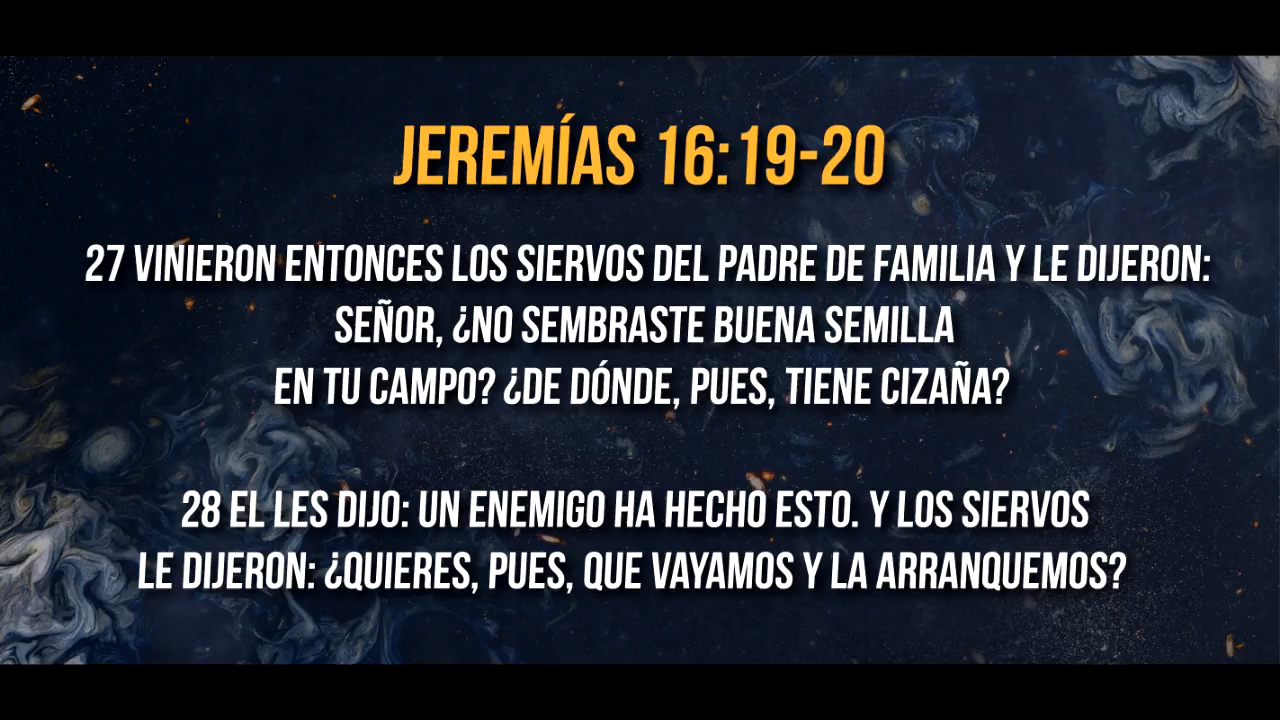 JEREMÍAS 16:19-20
27 VINIERON ENTONCES LOS SIERVOS DEL PADRE DE FAMILIA Y LE DIJERON:
SEÑOR, ¿NO SEMBRASTE BUENA SEMILLA
EN TU CAMPO? ¿DE DÓNDE, PUES, TIENE CIZAÑA?
28 EL LES DIJO: UN ENEMIGO HA HECHO ESTO. Y LOS SIERVOS
LE DIJERON: ¿QUIERES, PUES, QUE VAYAMOS Y LA ARRANQUEMOS?